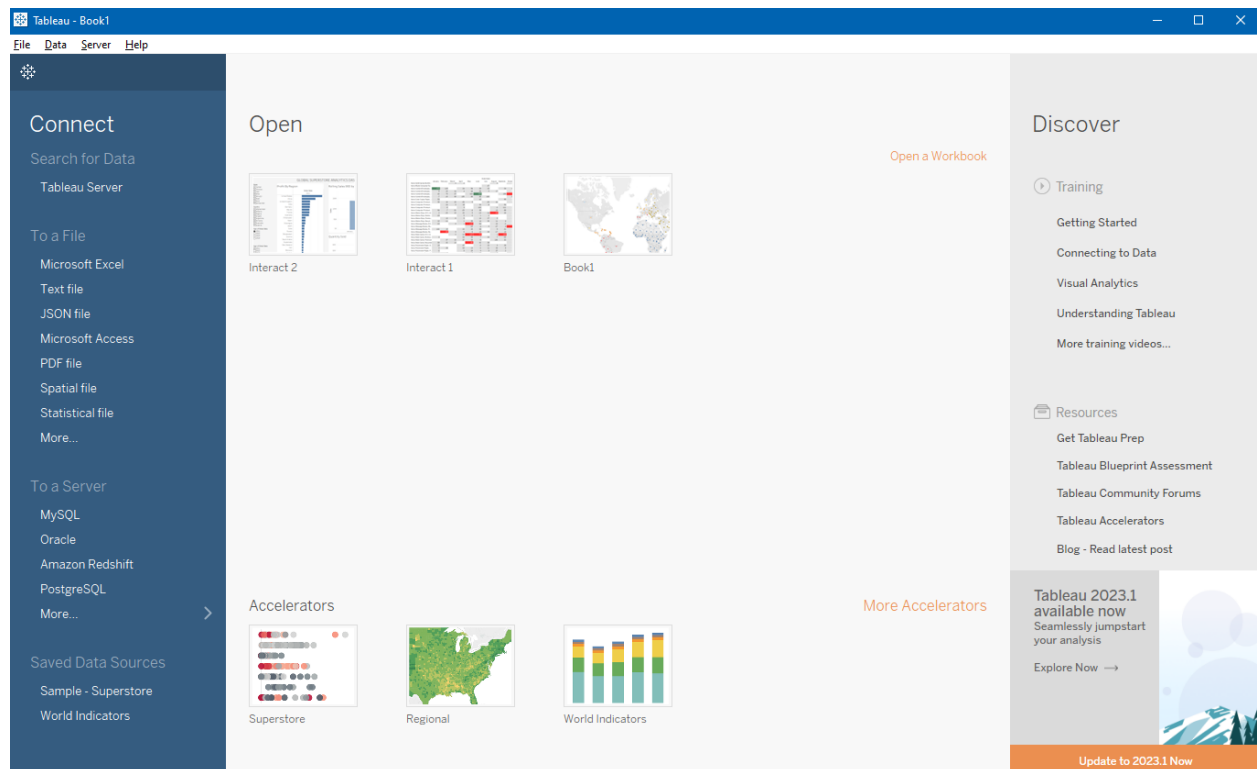 Tableau - Book1
File Data Server Help
Connect
Search for Data
Tableau Server
To a File
Microsoft Excel
Text file
JSON file
Microsoft Access
PDF file
Spatial file
Statistical file
More...
To a Server
MySQL
Oracle
Amazon Redshift
PostgreSQL
More...
Saved Data Sources
Sample - Superstore
World Indicators
Open
Open a Workbook
Interact 2
Interact 1
Book1
Accelerators
More Accelerators
Superstore
Regional
World Indicators
Discover
Training
Getting Started
Connecting to Data
Visual Analytics
Understanding Tableau
More training videos...
Resources
Get Tableau Prep
Tableau Blueprint Assessment
Tableau Community Forums
Tableau Accelerators
Blog - Read latest post
Tableau 2023.1
available now
Seamlessly jumpstart
your analysis
Explore Now →
Update to 2023.1 Now